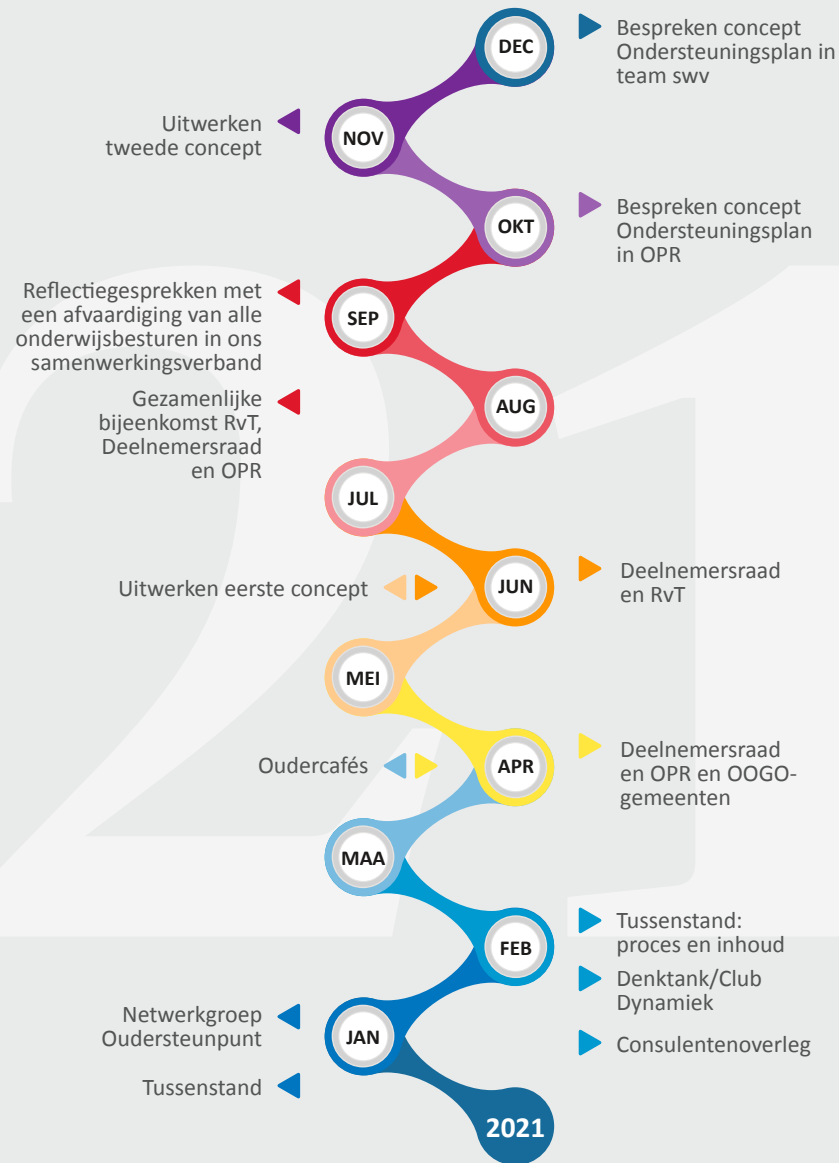 DEC
Bespreken concept
Ondersteuningsplan in
team swv
Uitwerken
tweede concept
NOV
OKT
Bespreken concept
Ondersteuningsplan
in OPR
Reflectiegesprekken met
een afvaardiging van alle
onderwijsbesturen in ons
samenwerkingsverband
SEP
Gezamenlijke
bijeenkomst RvT,
Deelnemersraad
en OPR
AUG
JUL
Uitwerken eerste concept
JUN
Deelnemersraad
en RvT
MEI
Oudercafés
APR
Deelnemersraad
en OPR en OOGO-
gemeenten
MAA
FEB
Tussenstand:
proces en inhoud
Denktank/Club
Dynamiek
Consulentenoverleg
Netwerkgroep
Oudersteunpunt
JAN
Tussenstand
2021
21